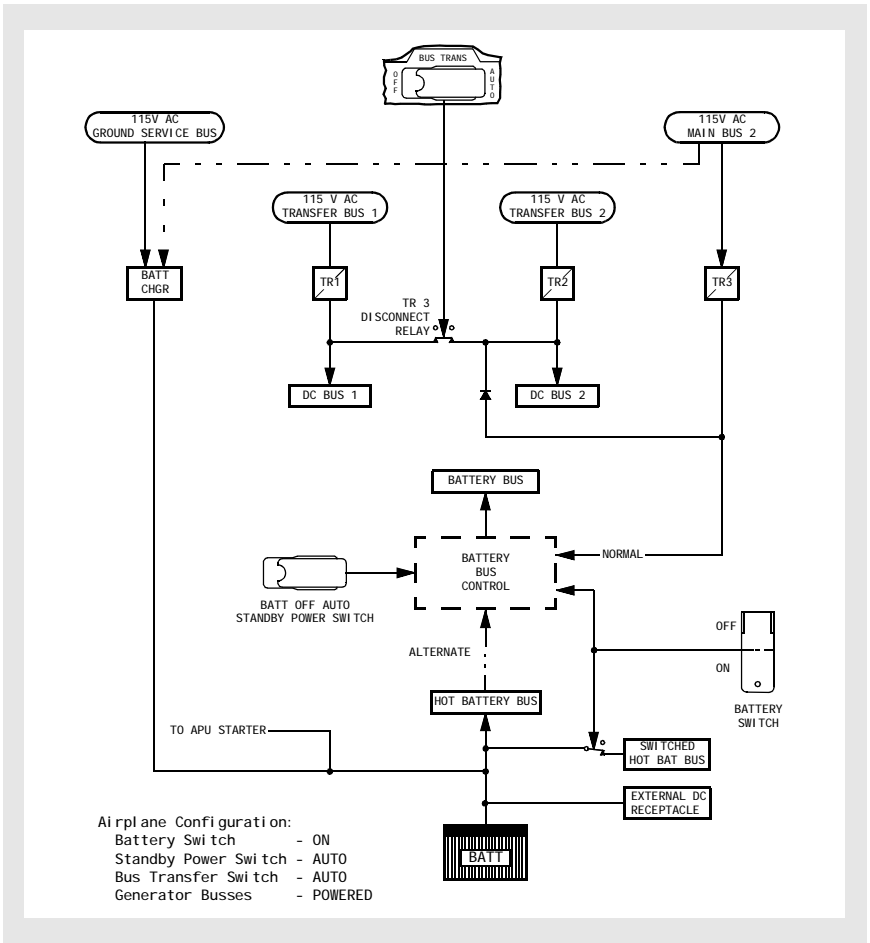 BUS TRANS
OFF
AUTO
115V AC
GROUND SERVICE BUS
115V AC
MAIN BUS 2
115 V AC
TRANSFER BUS 1
115 V AC
TRANSFER BUS 2
BATT
CHGR
TR1
TR2
TR3
TR 3
DISCONNECT
RELAY
DC BUS 1
DC BUS 2
BATTERY BUS
BATTERY
BUS
CONTROL
NORMAL
BATT OFF AUTO
STANDBY POWER SWITCH
OFF
ON
BATTERY
SWITCH
ALTERNATE
HOT BATTERY BUS
TO APU STARTER
SWITCHED
HOT BAT BUS
EXTERNAL DC
RECEPTACLE
BATT
Airplane Configuration:
Battery Switch - ON
Standby Power Switch - AUTO
Bus Transfer Switch - AUTO
Generator Busses - POWERED